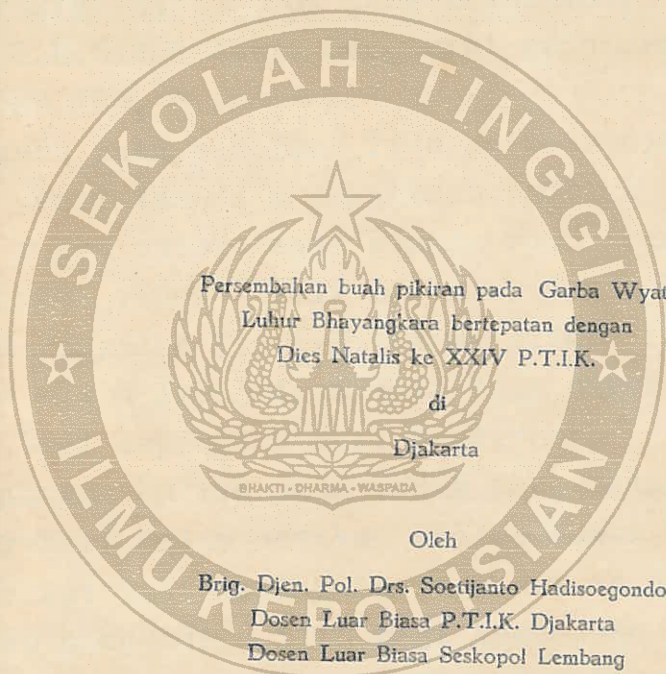 SEKOLAH TINGGI
Persembahan buah pikiran pada Garba Wyat
Luhur Bhayangkara bertepatan dengan
Dies Natalis ke XXIV P.T.I.K.
di
Djakarta
BHAKTI - DHARMA - WASPADA
Oleh
Brig. Djen. Pol. Drs. Soetijanto Hadisoegondo
Dosen Luar Biasa P.T.I.K. Djakarta
Dosen Luar Biasa Seskopol Lembang
ILMU KEPOLISIAN